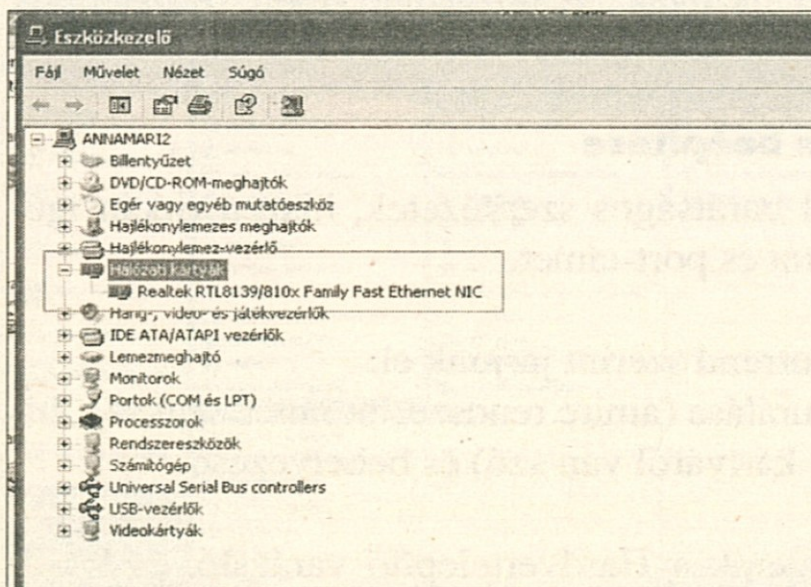 Eszközkezelő
Fájl Művelet Nézet Súgó
ANNAMARI2
Billentyűzet
DVD/CD-ROM-meghajtók
Egér vagy egyéb mutatóeszköz
Hajlékonylemezes meghajtók
Hajlékonylemez-vezérlő
Hálózati kártyák
Realtek RTL8139/810x Family Fast Ethernet NIC
Hang-, video- és játékvezérlők
IDE ATA/ATAPI vezérlők
Lemezmeghajtó
Monitorok
Portok (COM és LPT)
Processzorok
Rendszereszközök
Számítógép
Universal Serial Bus controllers
USB-vezérlők
Videokártyák